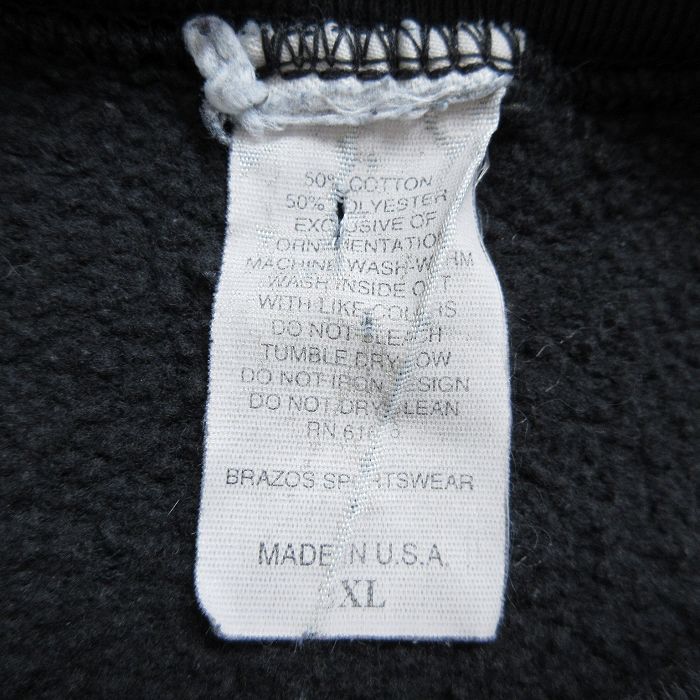 50% COTTON
50% POLYESTER
EXCLUSIVE OF
ORNAMENTATION
MACHINE WASH-WARM
WASH INSIDE OUT
WITH LIKE COLORS
DO NOT BLEACH
TUMBLE DRY LOW
DO NOT IRON DESIGN
DO NOT DRY CLEAN
RN
BRAZOS SPORTSWEAR
MADE IN U.S.A.
XL